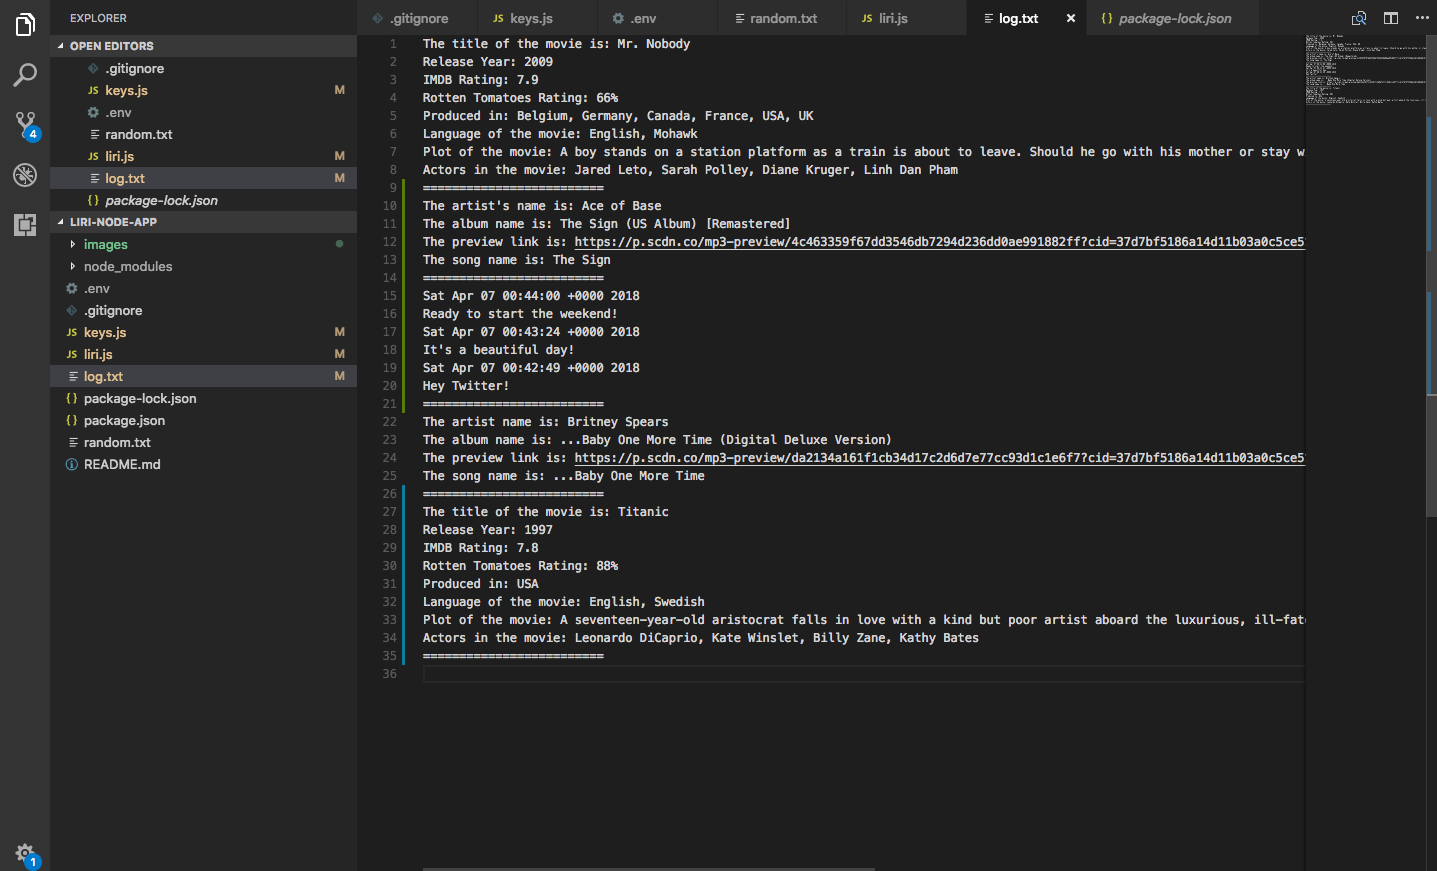 EXPLORER
OPEN EDITORS
.gitignore
JS keys.js M
.env
random.txt
JS liri.js M
log.txt M
{} package-lock.json
LIRI-NODE-APP
images
node_modules
.env
.gitignore
JS keys.js M
JS liri.js M
log.txt M
{} package-lock.json
{} package.json
random.txt
README.md
4
1
.gitignore JS keys.js .env random.txt JS liri.js log.txt × {} package-lock.json
1 The title of the movie is: Mr. Nobody
2 Release Year: 2009
3 IMDB Rating: 7.9
4 Rotten Tomatoes Rating: 66%
5 Produced in: Belgium, Germany, Canada, France, USA, UK
6 Language of the movie: English, Mohawk
7 Plot of the movie: A boy stands on a station platform as a train is about to leave. Should he go with his mother or stay w
8 Actors in the movie: Jared Leto, Sarah Polley, Diane Kruger, Linh Dan Pham
9 =========================
10 The artist's name is: Ace of Base
11 The album name is: The Sign (US Album) [Remastered]
12 The preview link is: https://p.scdn.co/mp3-preview/4c463359f67dd3546db7294d236dd0ae991882ff?cid=37d7bf5186a14d11b03a0c5ce5
13 The song name is: The Sign
14 =========================
15 Sat Apr 07 00:44:00 +0000 2018
16 Ready to start the weekend!
17 Sat Apr 07 00:43:24 +0000 2018
18 It's a beautiful day!
19 Sat Apr 07 00:42:49 +0000 2018
20 Hey Twitter!
21 =========================
22 The artist name is: Britney Spears
23 The album name is: ...Baby One More Time (Digital Deluxe Version)
24 The preview link is: https://p.scdn.co/mp3-preview/da2134a161f1cb34d17c2d6d7e77cc93d1c1e6f7?cid=37d7bf5186a14d11b03a0c5ce5
25 The song name is: ...Baby One More Time
26 =========================
27 The title of the movie is: Titanic
28 Release Year: 1997
29 IMDB Rating: 7.8
30 Rotten Tomatoes Rating: 88%
31 Produced in: USA
32 Language of the movie: English, Swedish
33 Plot of the movie: A seventeen-year-old aristocrat falls in love with a kind but poor artist aboard the luxurious, ill-fat
34 Actors in the movie: Leonardo DiCaprio, Kate Winslet, Billy Zane, Kathy Bates
35 =========================
36